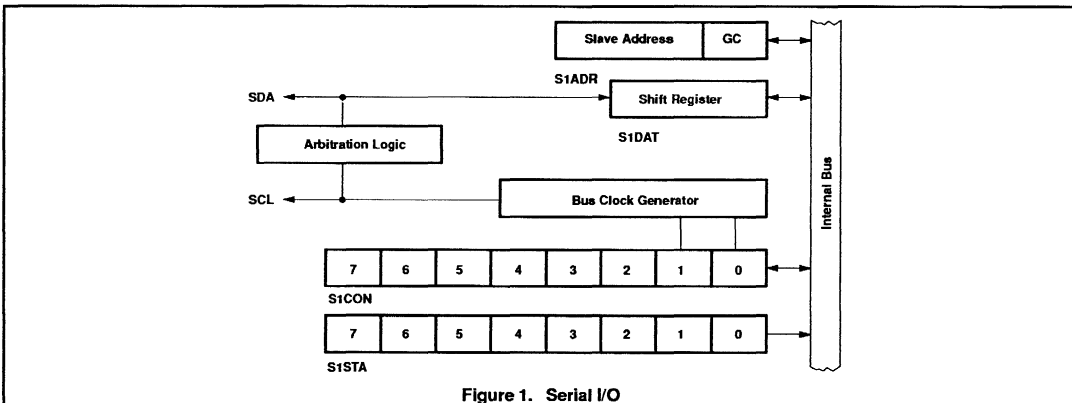 Slave Address GC
S1ADR
SDA
Shift Register
S1DAT
Arbitration Logic
SCL
Bus Clock Generator
Internal Bus
7 6 5 4 3 2 1 0
S1CON
7 6 5 4 3 2 1 0
S1STA
Figure 1. Serial I/O